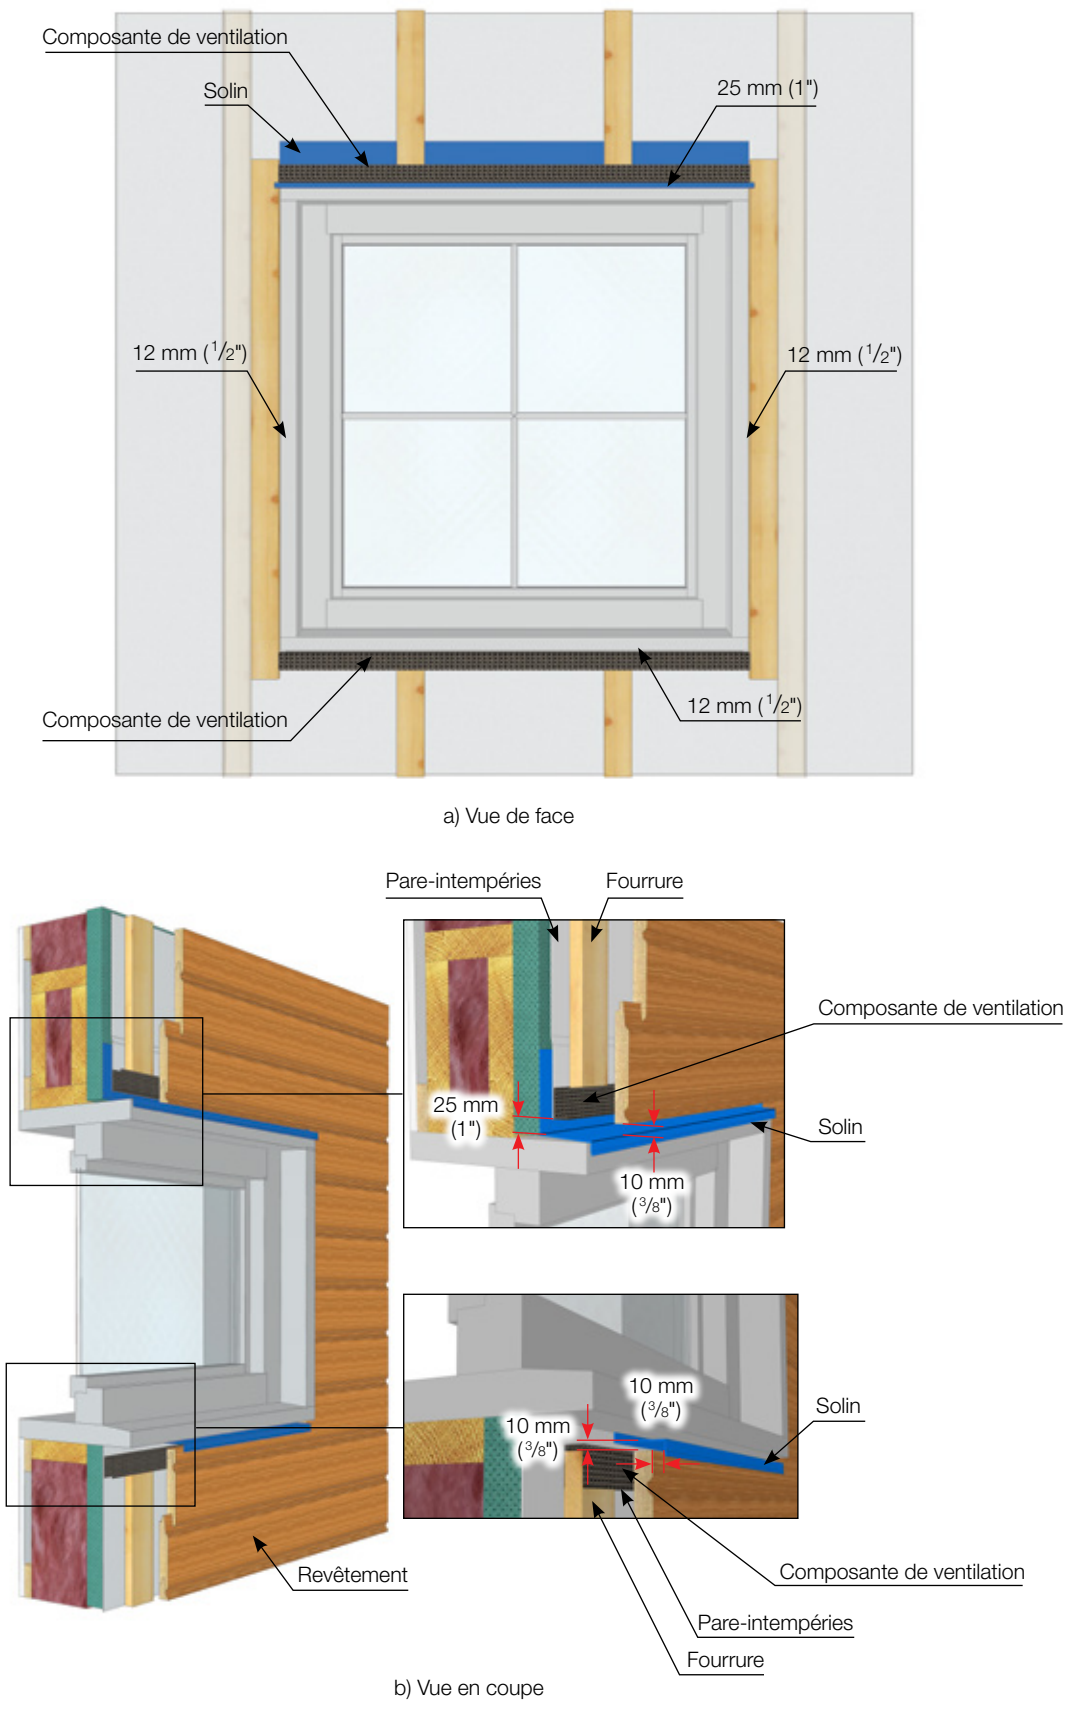 Composante de ventilation
Solin
25 mm (1")
12 mm (1/2")
12 mm (1/2")
Composante de ventilation
12 mm (1/2")
a) Vue de face
Pare-intempéries
Fourrure
Composante de ventilation
25 mm
(1")
Solin
10 mm
(3/8")
10 mm
(3/8")
Solin
10 mm
(3/8")
Revêtement
Composante de ventilation
Pare-intempéries
Fourrure
b) Vue en coupe